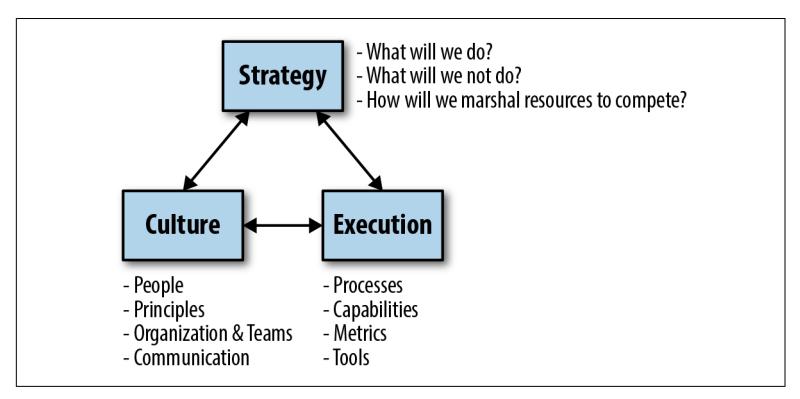 Strategy
- What will we do?
- What will we not do?
- How will we marshal resources to compete?
Culture
- People
- Principles
- Organization & Teams
- Communication
Execution
- Processes
- Capabilities
- Metrics
- Tools